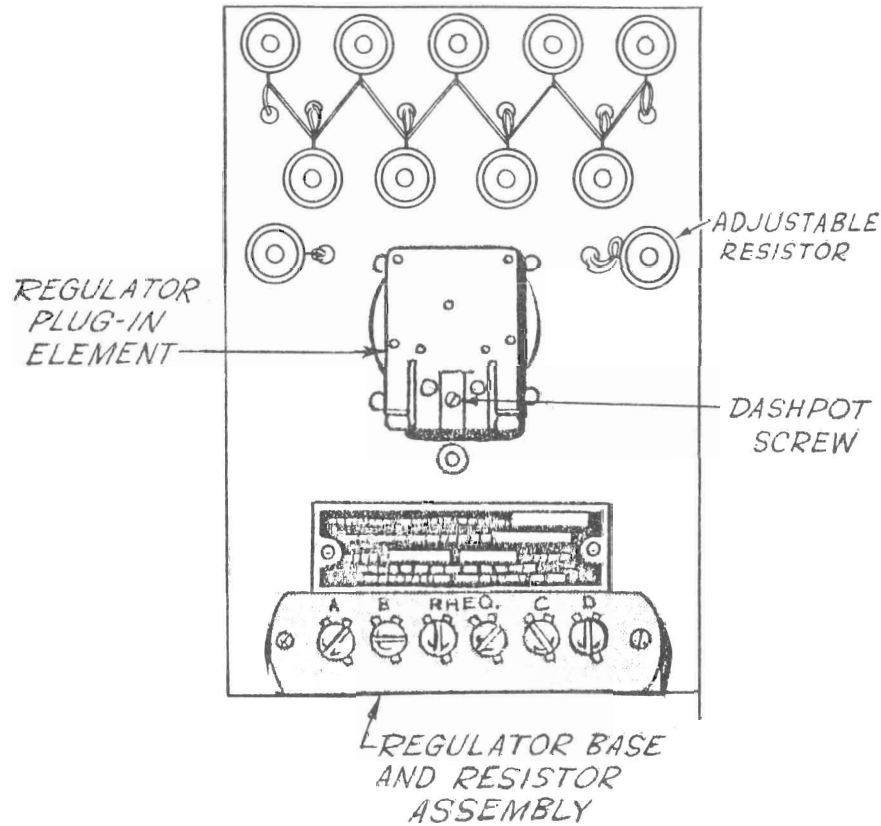 ADJUSTABLE
RESISTOR
REGULATOR
PLUG-IN
ELEMENT
DASHPOT
SCREW
A B RHEO. C D
REGULATOR BASE
AND RESISTOR
ASSEMBLY